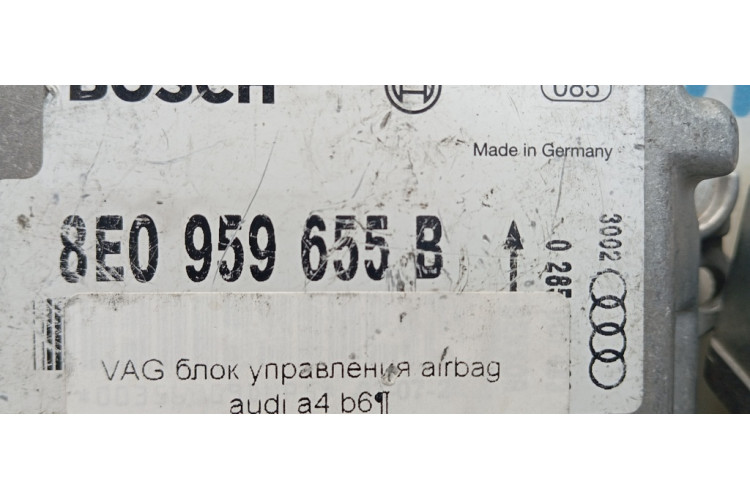 BOSCH
085
Made in Germany
8E0 959 655 B
3002
0 285
VAG блок управления airbag
audi a4 b6¶